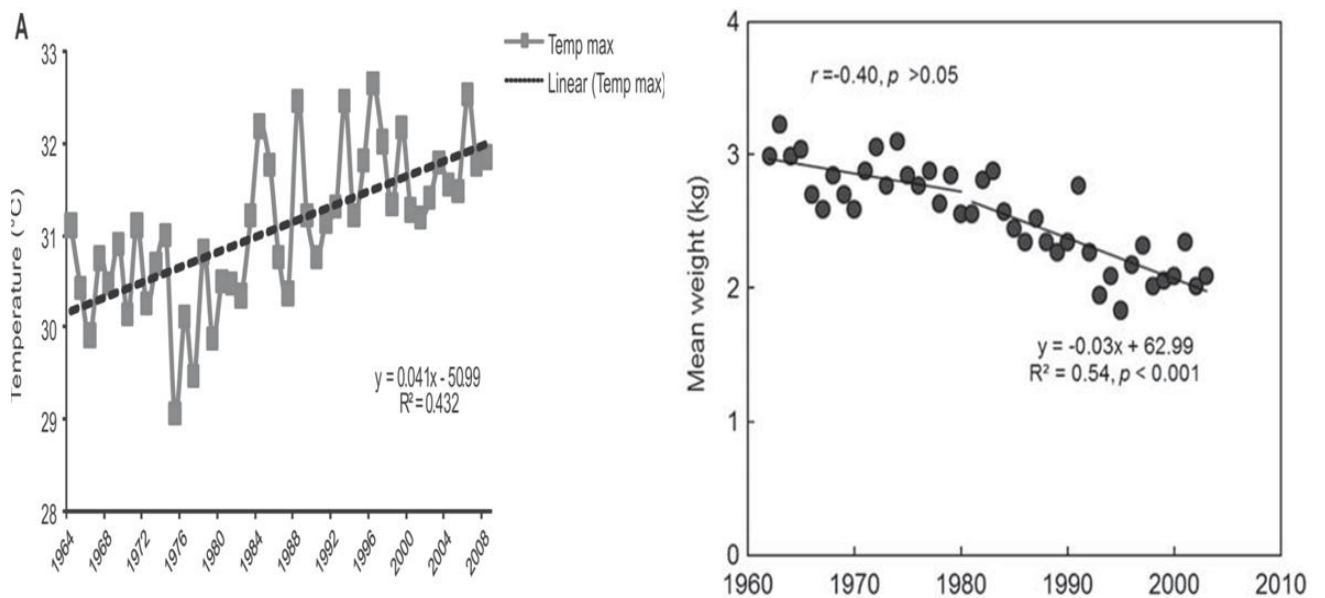 A
33
32
31
30
29
28
Temperature (°C)
Temp max
Linear (Temp max)
y = 0.041x - 50.99
R² = 0.432
1964
1968
1972
1976
1980
1984
1988
1992
1996
2000
2004
2008
4
3
2
1
0
Mean weight (kg)
r =-0.40, p >0.05
y = -0.03x + 62.99
R² = 0.54, p < 0.001
1960 1970 1980 1990 2000 2010